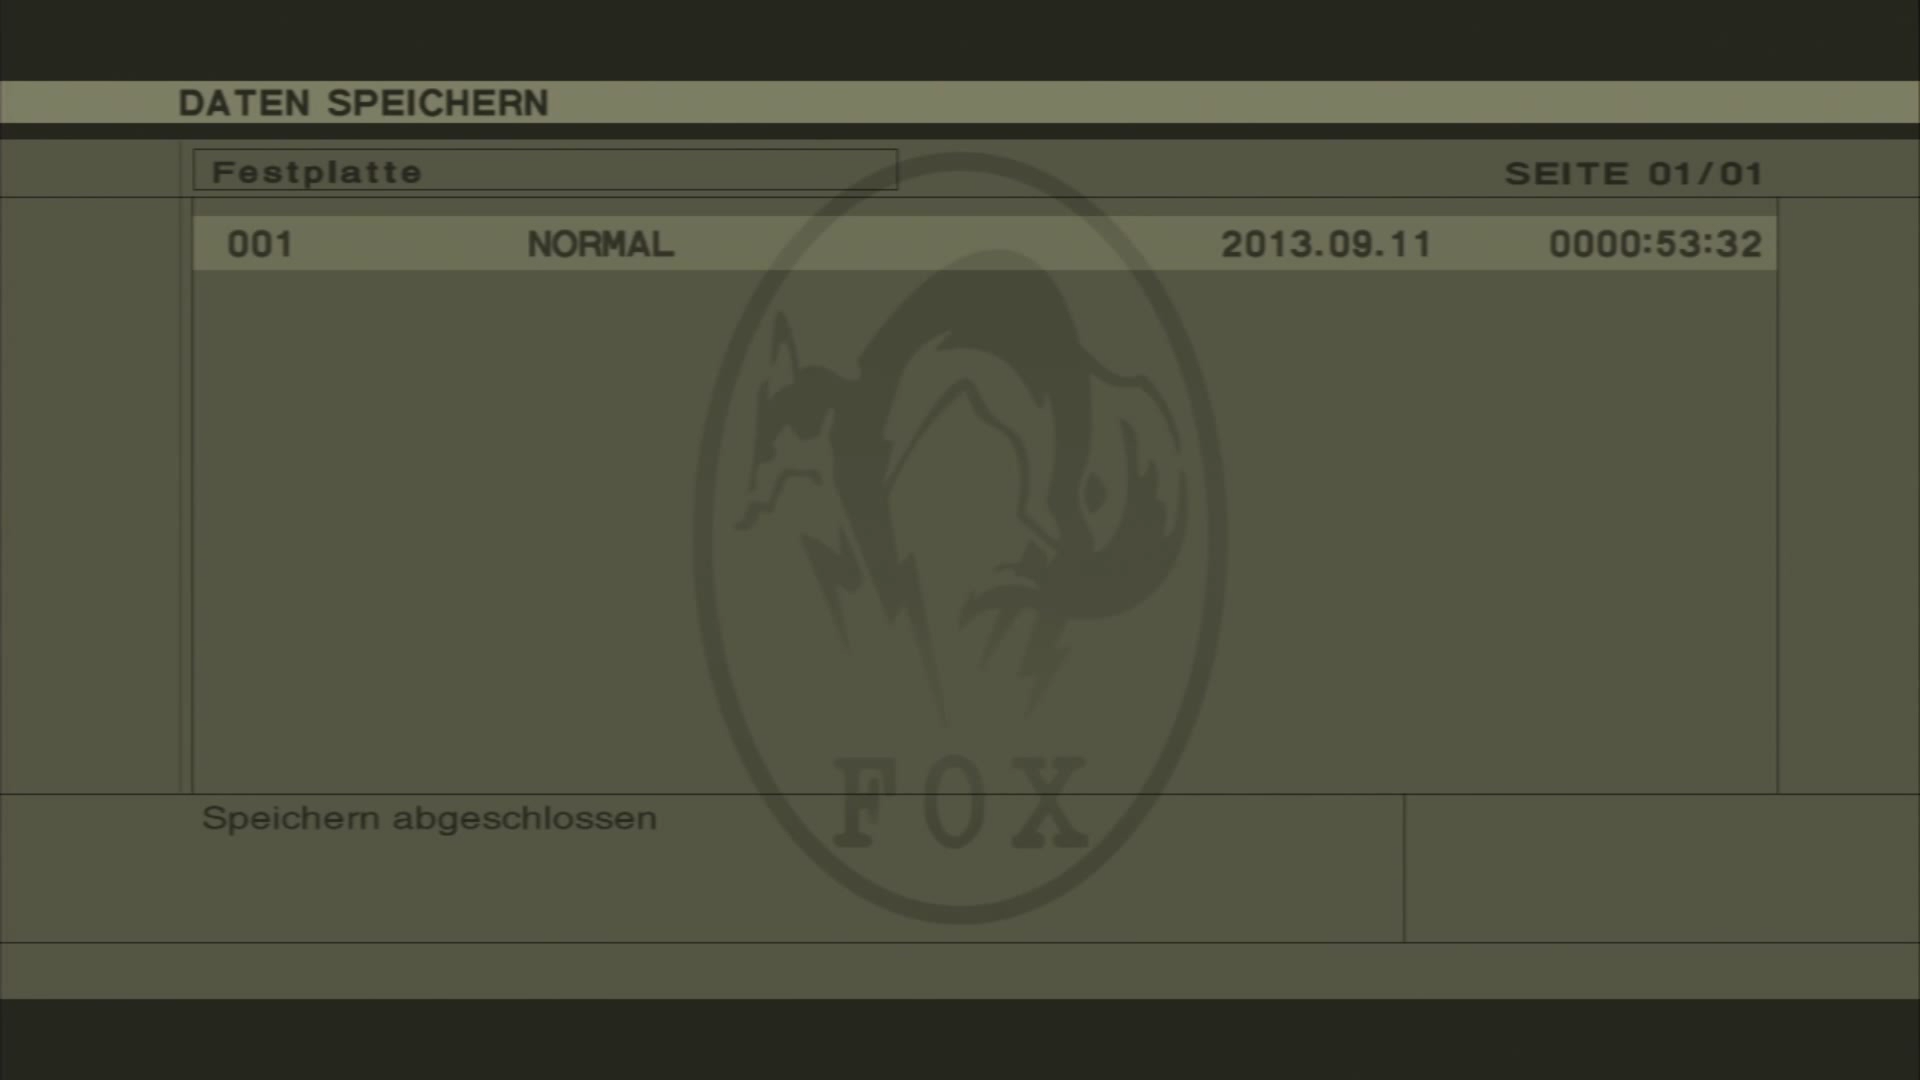 DATEN SPEICHERN
Festplatte
SEITE 01/01
001 NORMAL 2013.09.11 0000:53:32
FOX
Speichern abgeschlossen